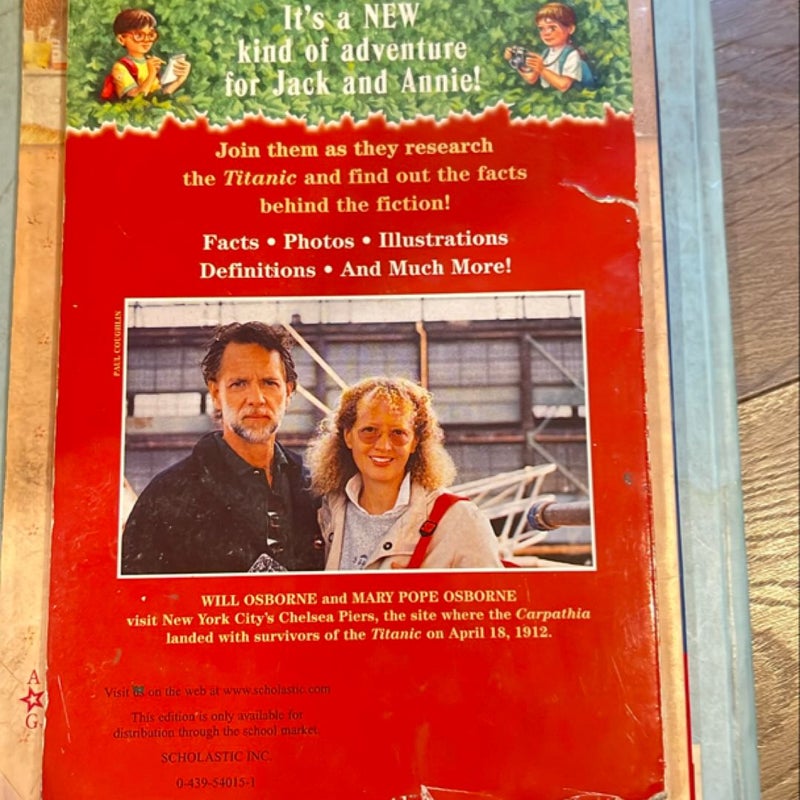 It's a NEW
kind of adventure
for Jack and Annie!
Join them as they research
the Titanic and find out the facts
behind the fiction!
Facts • Photos • Illustrations
Definitions • And Much More!
PAUL COUGHLIN
WILL OSBORNE and MARY POPE OSBORNE
visit New York City's Chelsea Piers, the site where the Carpathia
landed with survivors of the Titanic on April 18, 1912.
A
G
Visit us on the web at www.scholastic.com
This edition is only available for
distribution through the school market.
SCHOLASTIC INC.
0-439-54015-1